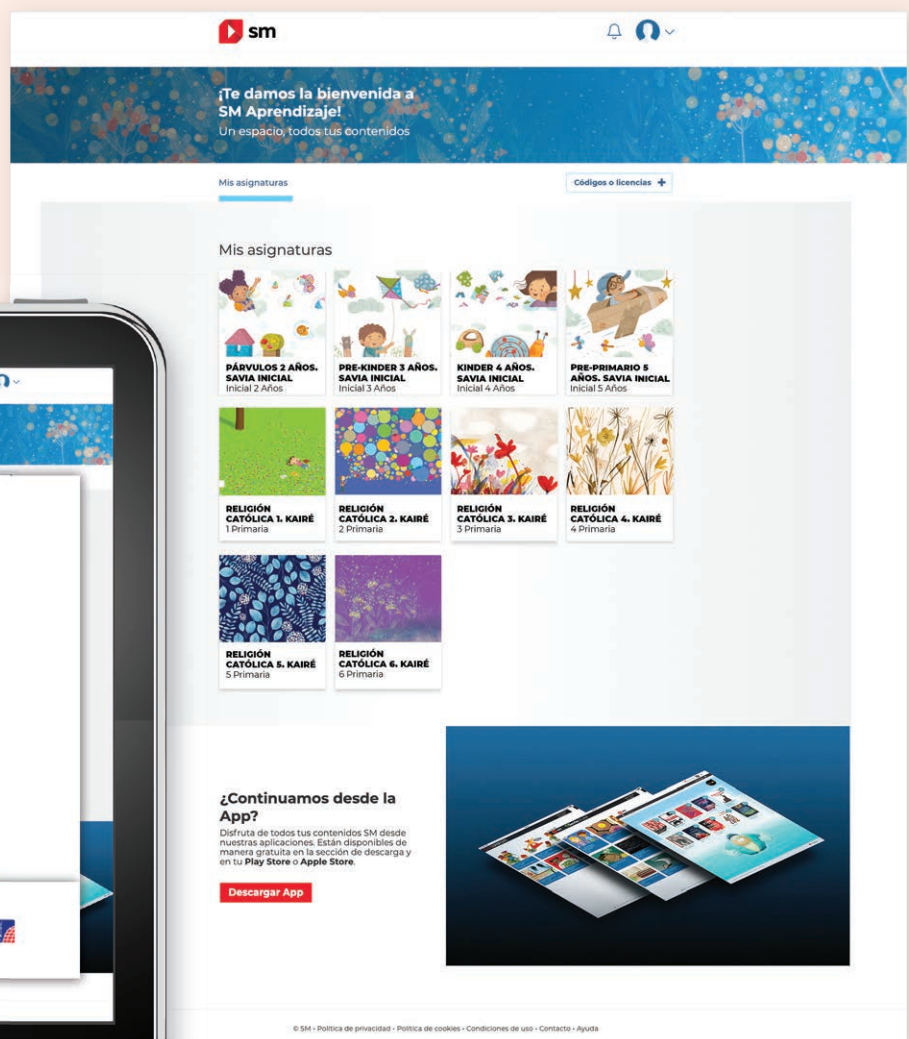 sm
¡Te damos la bienvenida a
SM Aprendizaje!
Un espacio, todos tus contenidos
Mis asignaturas
Códigos o licencias +
Mis asignaturas
PÁRVULOS 2 AÑOS.
SAVIA INICIAL
Inicial 2 Años
PRE-KINDER 3 AÑOS.
SAVIA INICIAL
Inicial 3 Años
KINDER 4 AÑOS.
SAVIA INICIAL
Inicial 4 Años
PRE-PRIMARIO 5
AÑOS. SAVIA INICIAL
Inicial 5 Años
RELIGIÓN
CATÓLICA 1. KAIRÉ
1 Primaria
RELIGIÓN
CATÓLICA 2. KAIRÉ
2 Primaria
RELIGIÓN
CATÓLICA 3. KAIRÉ
3 Primaria
RELIGIÓN
CATÓLICA 4. KAIRÉ
4 Primaria
RELIGIÓN
CATÓLICA 5. KAIRÉ
5 Primaria
RELIGIÓN
CATÓLICA 6. KAIRÉ
6 Primaria
¿Continuamos desde la
App?
Disfruta de todos tus contenidos SM desde
nuestras aplicaciones. Están disponibles de
manera gratuita en la sección de descarga y
en tu Play Store o Apple Store.
Descargar App
© SM • Política de privacidad • Política de cookies • Condiciones de uso • Contacto • Ayuda